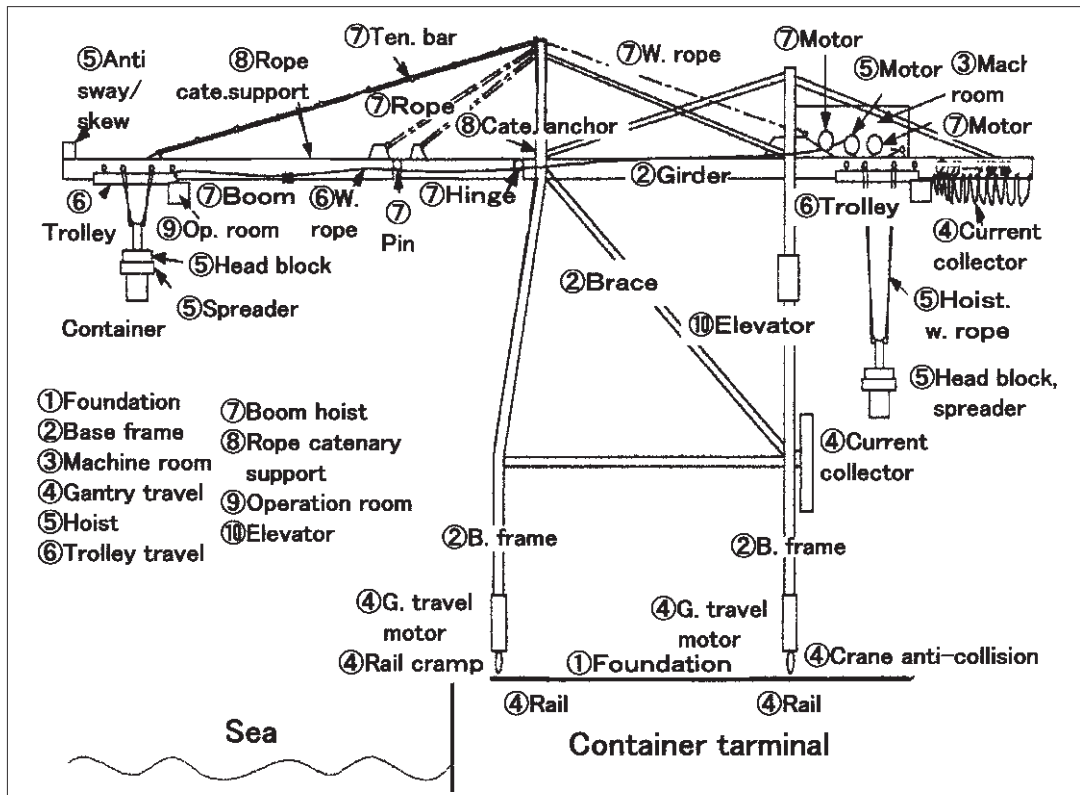 ⑦Ten. bar
⑤Anti
sway/
skew
⑧Rope
cate.support
⑦Rope
⑦W. rope
⑦Motor
⑤Motor
③Mach
room
⑦Motor
⑧Cate. anchor
⑥
Trolley
⑦Boom
⑨Op. room
⑥W.
rope
⑦
Pin
⑦Hinge
②Girder
⑥Trolley
④Current
collector
⑤Head block
⑤Spreader
Container
②Brace
⑩Elevator
⑤Hoist.
w. rope
⑤Head block,
spreader
①Foundation
②Base frame
③Machine room
④Gantry travel
⑤Hoist
⑥Trolley travel
⑦Boom hoist
⑧Rope catenary
support
⑨Operation room
⑩Elevator
④Current
collector
②B. frame
②B. frame
④G. travel
motor
④G. travel
motor
④Rail cramp
①Foundation
④Crane anti-collision
④Rail
④Rail
Sea
Container tarminal